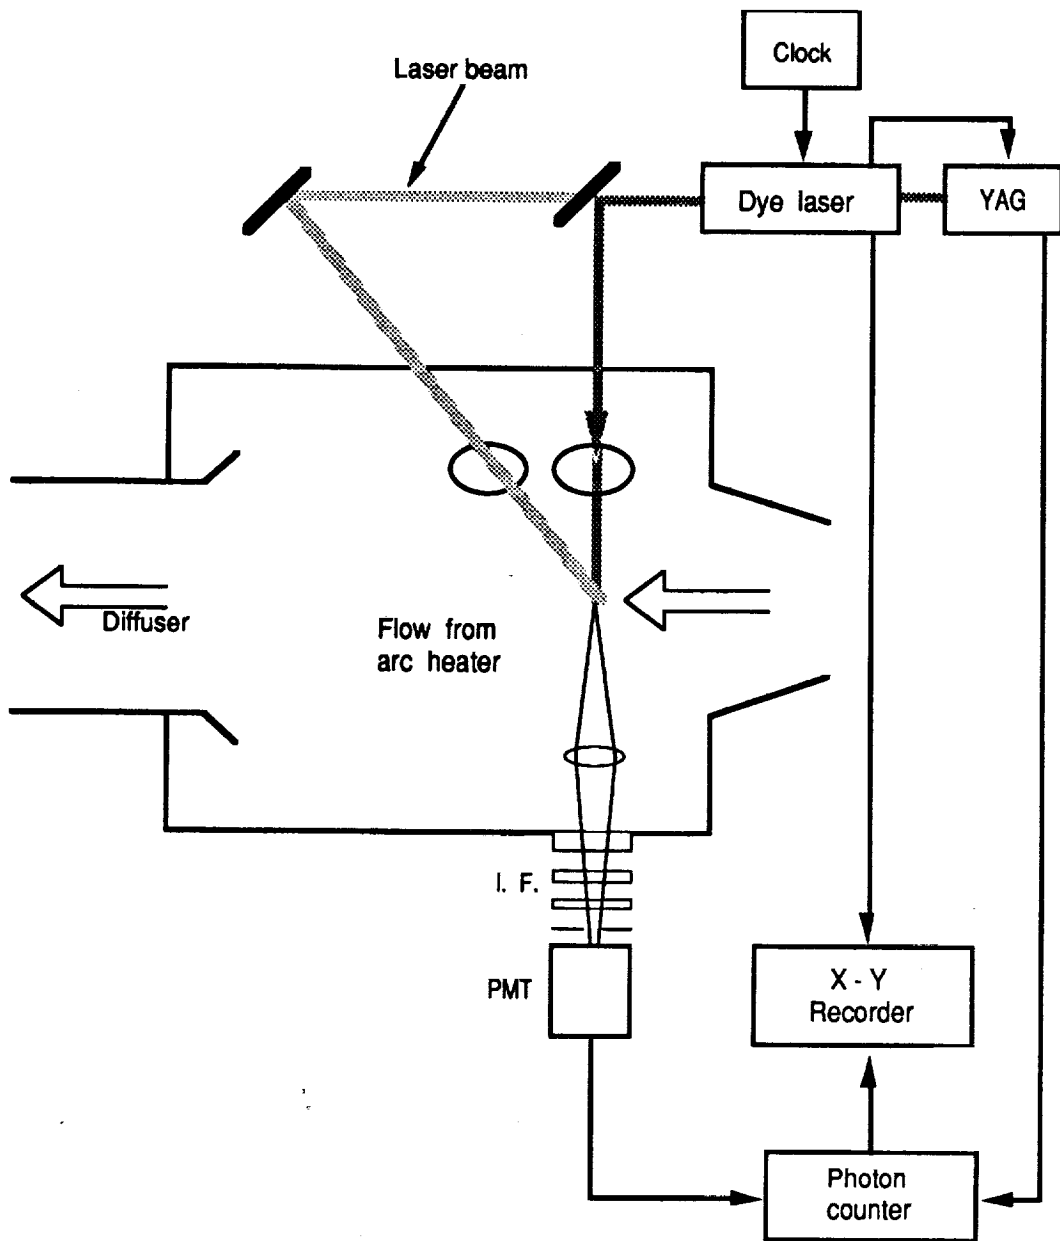 Clock
Laser beam
Dye laser
YAG
Diffuser
Flow from
arc heater
I. F.
PMT
X - Y
Recorder
Photon
counter